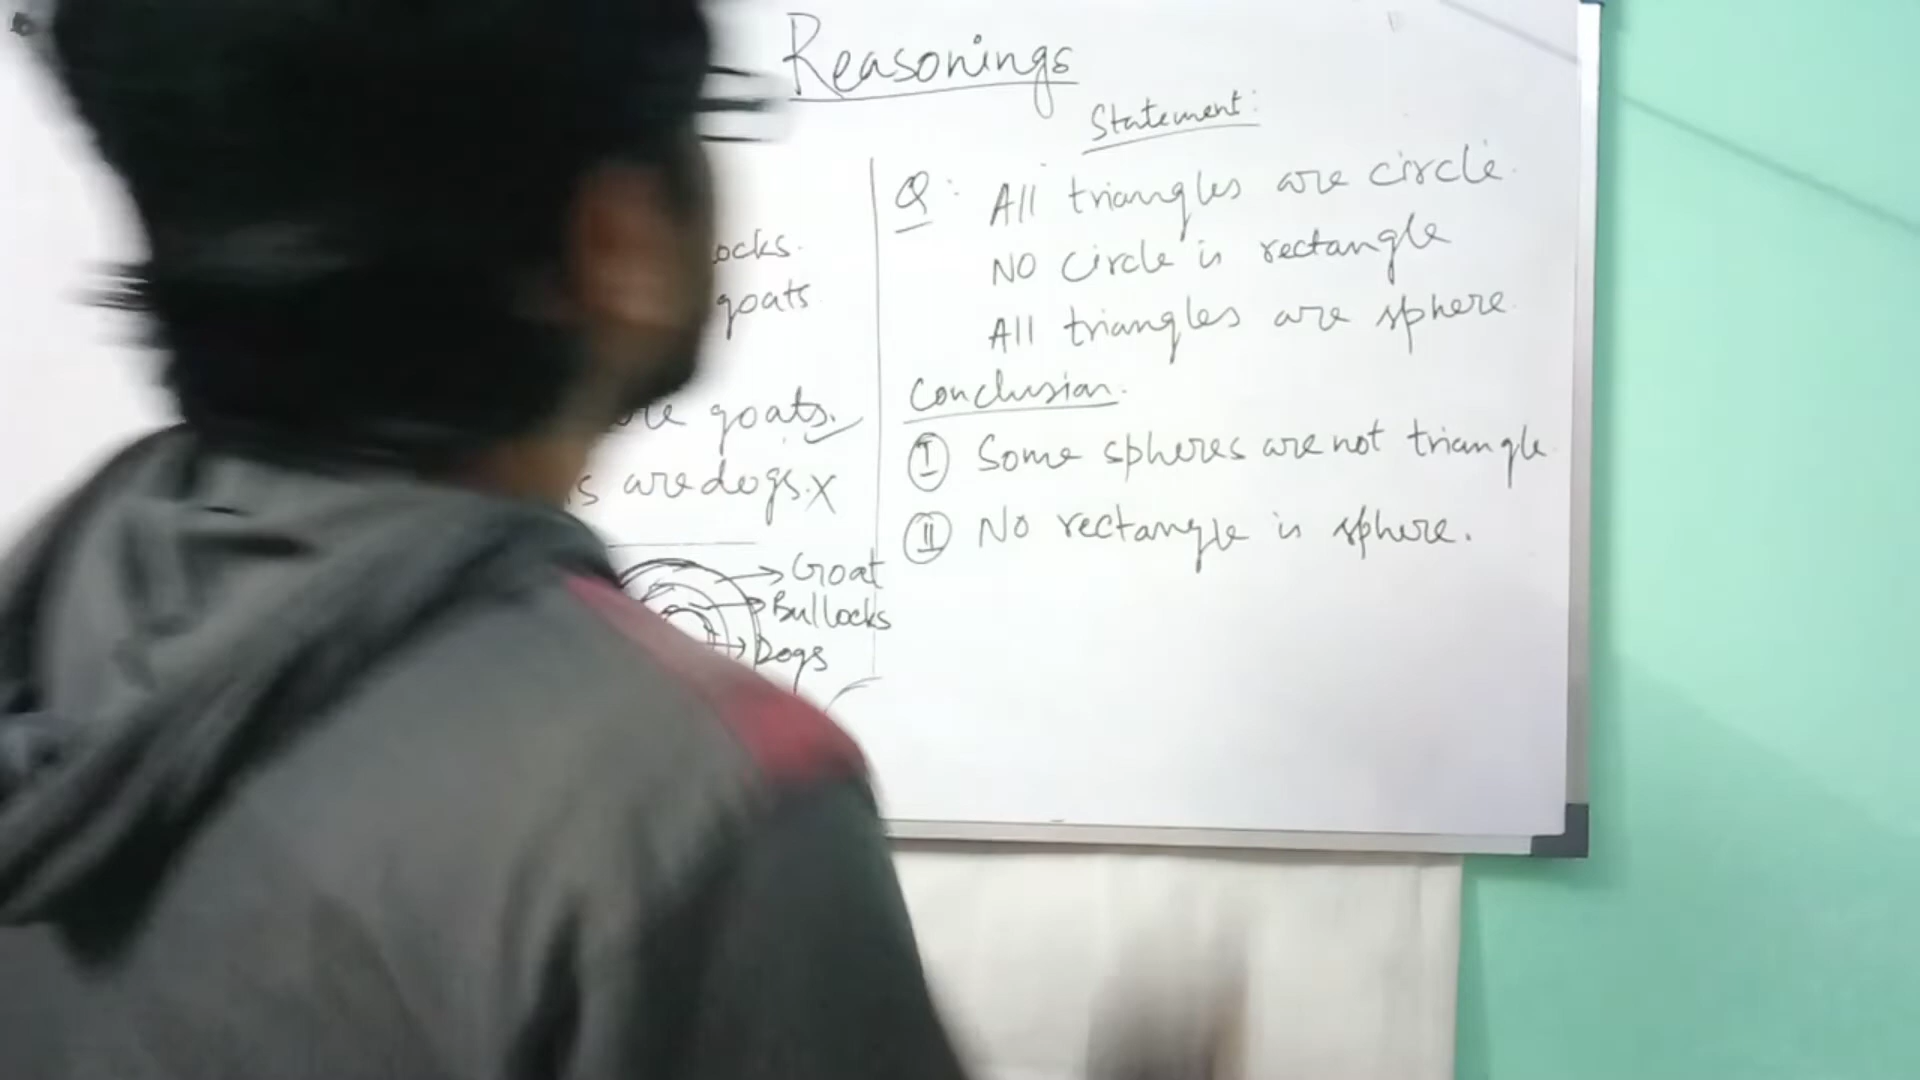 Reasonings
ocks.
goats
goats.
s are dogs. X
Goat
Bullocks
Dogs
Statement:
Q: All triangles are circle.
NO circle is rectangle
All triangles are sphere.
Conclusion.
I Some spheres are not triangle.
II No rectangle is sphere.